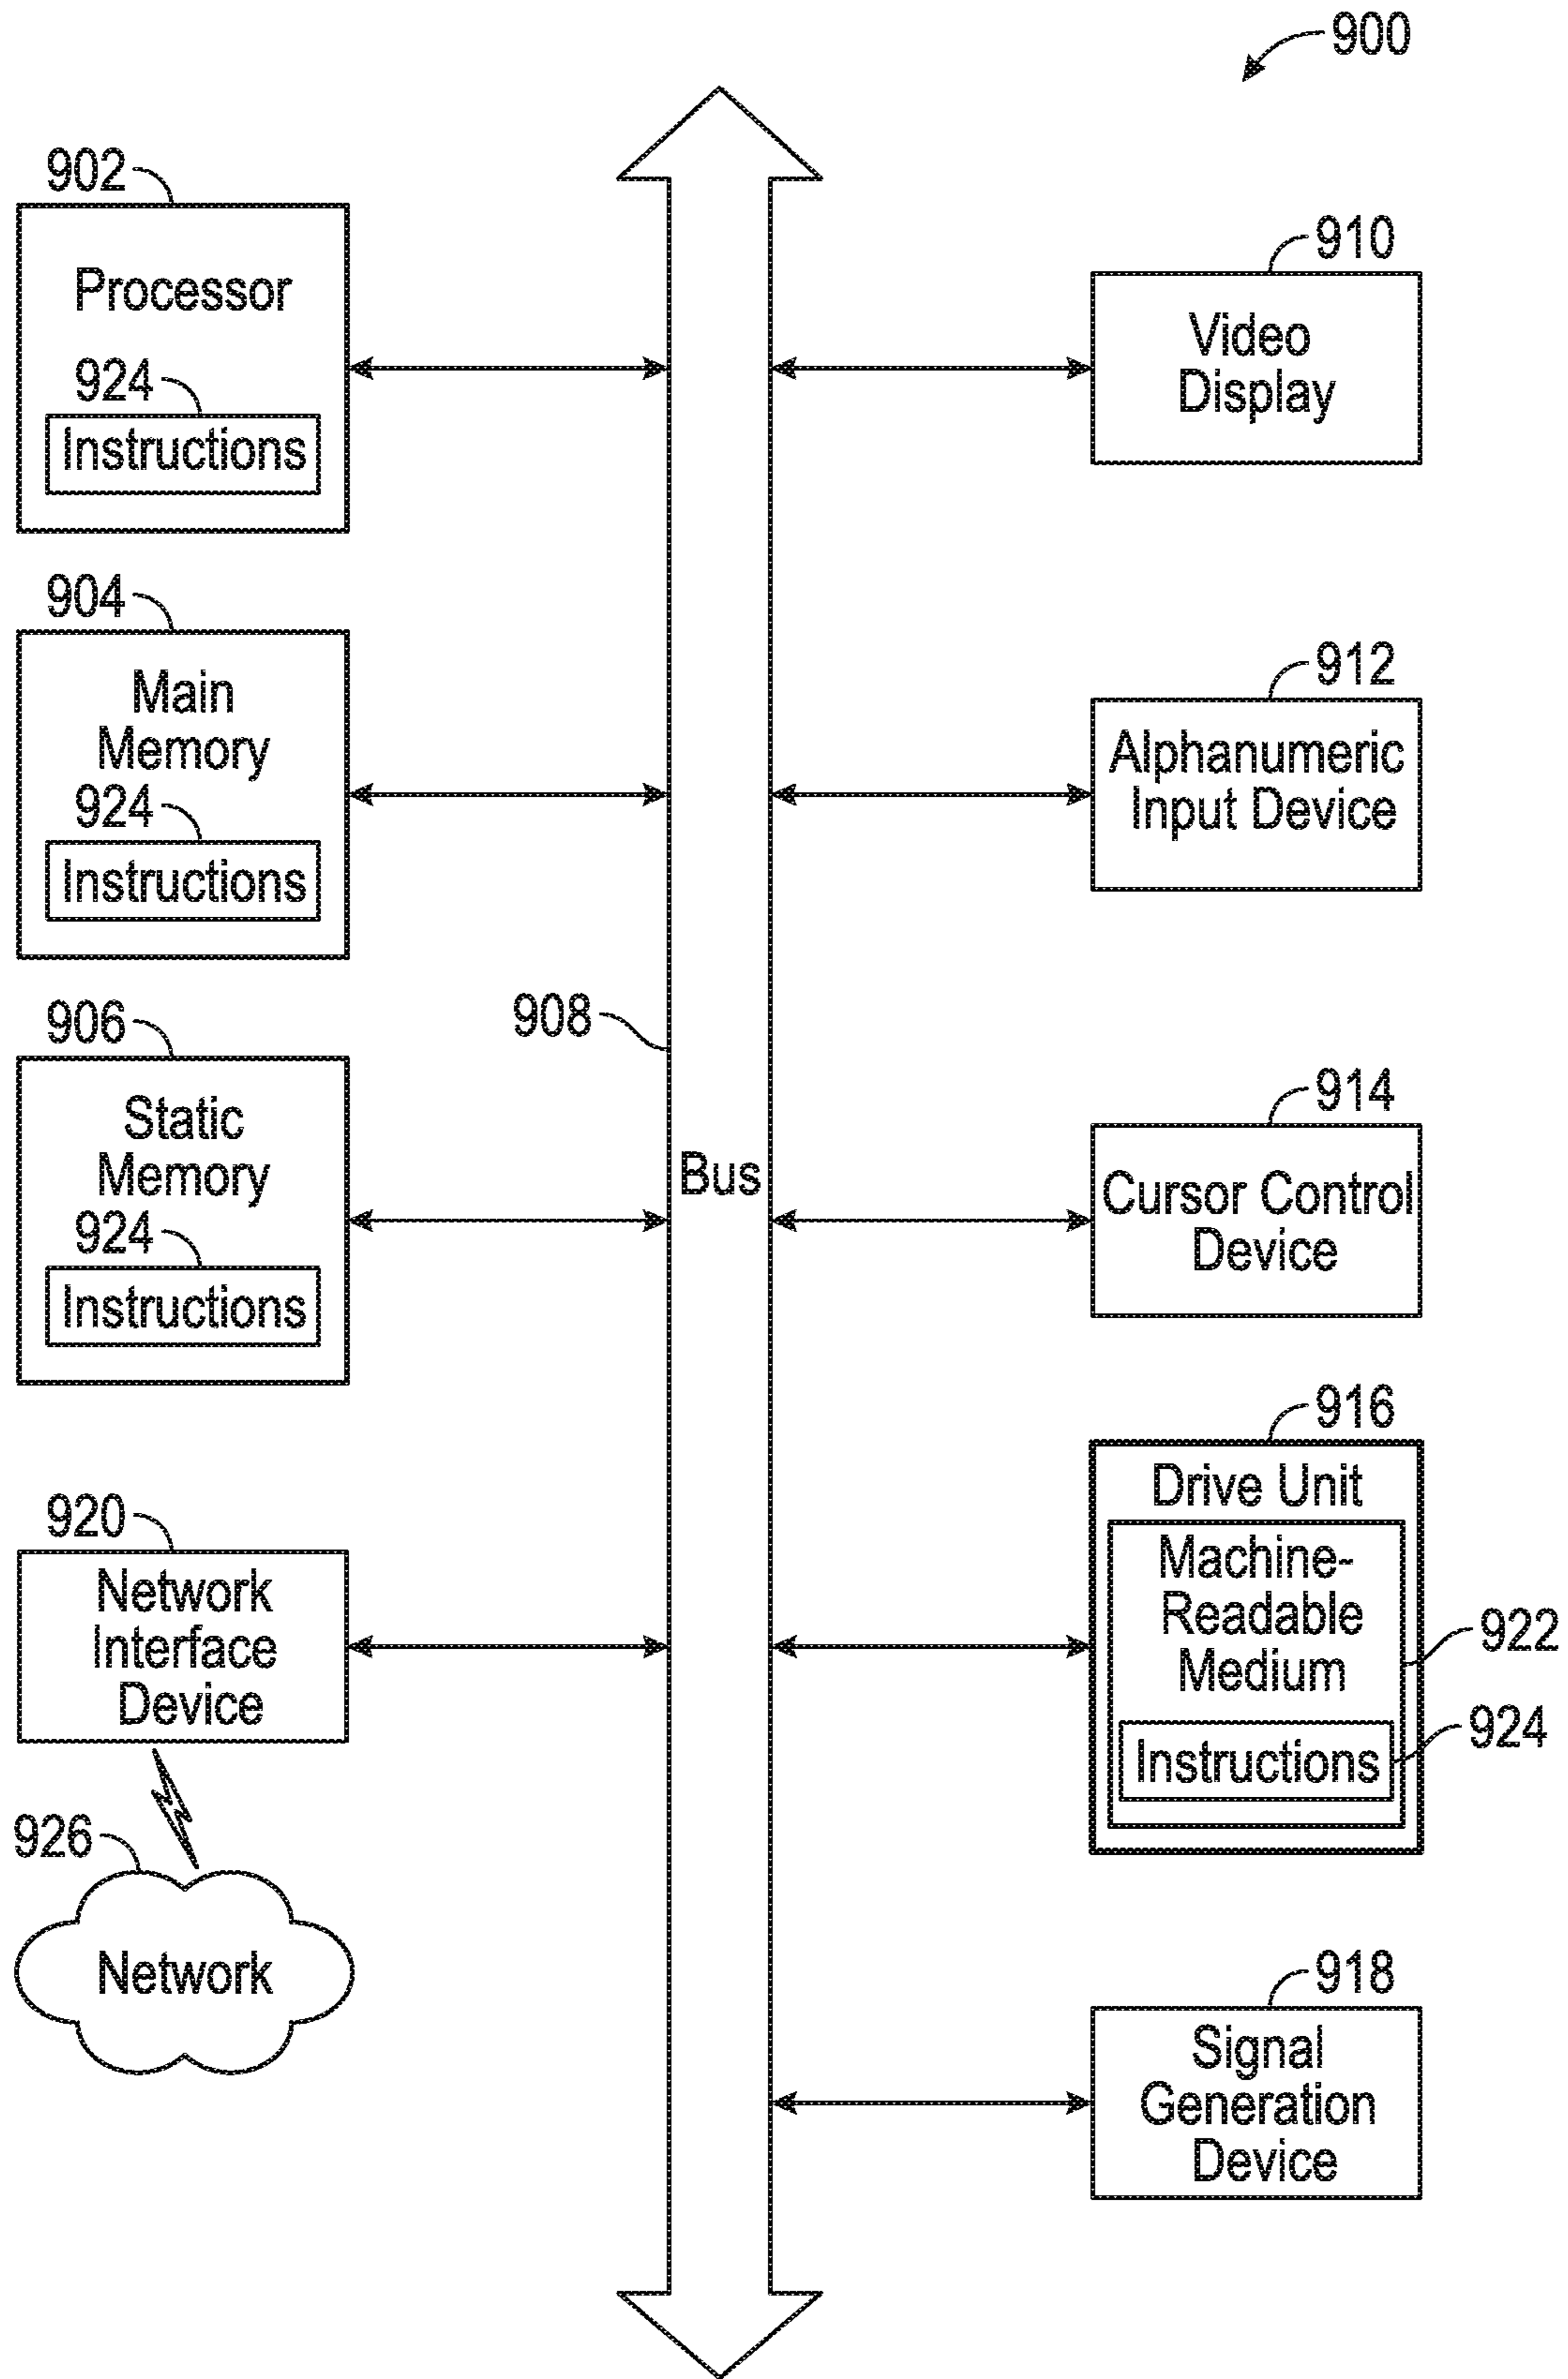 900
902
Processor
924
Instructions
904
Main
Memory
924
Instructions
906
Static
Memory
924
Instructions
920
Network
Interface
Device
926
Network
908
Bus
910
Video
Display
912
Alphanumeric
Input Device
914
Cursor Control
Device
916
Drive Unit
Machine-
Readable
Medium
922
Instructions
924
918
Signal
Generation
Device